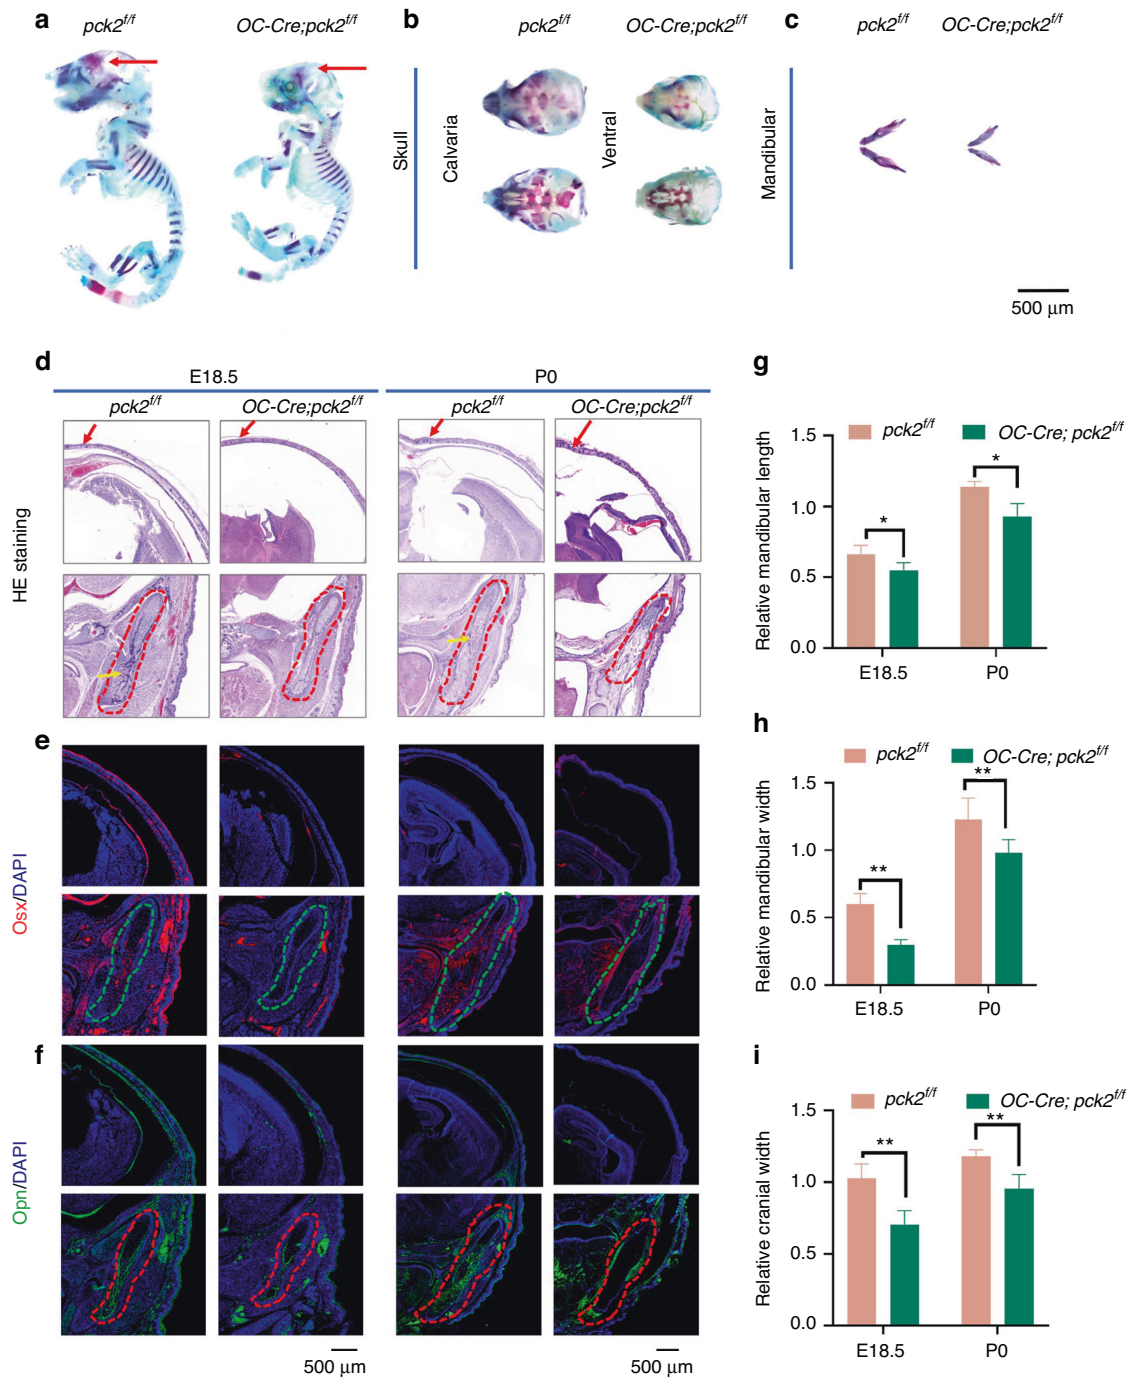 a
pck2f/f
OC-Cre;pck2f/f
b
pck2f/f
OC-Cre;pck2f/f
Skull
Calvaria
Ventral
c
pck2f/f
OC-Cre;pck2f/f
Mandibular
500 μm
d
E18.5
P0
pck2f/f
OC-Cre;pck2f/f
pck2f/f
OC-Cre;pck2f/f
HE staining
e
Osx/DAPI
f
Opn/DAPI
500 μm
500 μm
g
pck2f/f
OC-Cre; pck2f/f
Relative mandibular length
1.5
1.0
0.5
0.0
*
*
E18.5
P0
h
pck2f/f
OC-Cre; pck2f/f
Relative mandibular width
1.5
1.0
0.5
0.0
**
**
E18.5
P0
i
pck2f/f
OC-Cre; pck2f/f
Relative cranial width
1.5
1.0
0.5
0.0
**
**
E18.5
P0